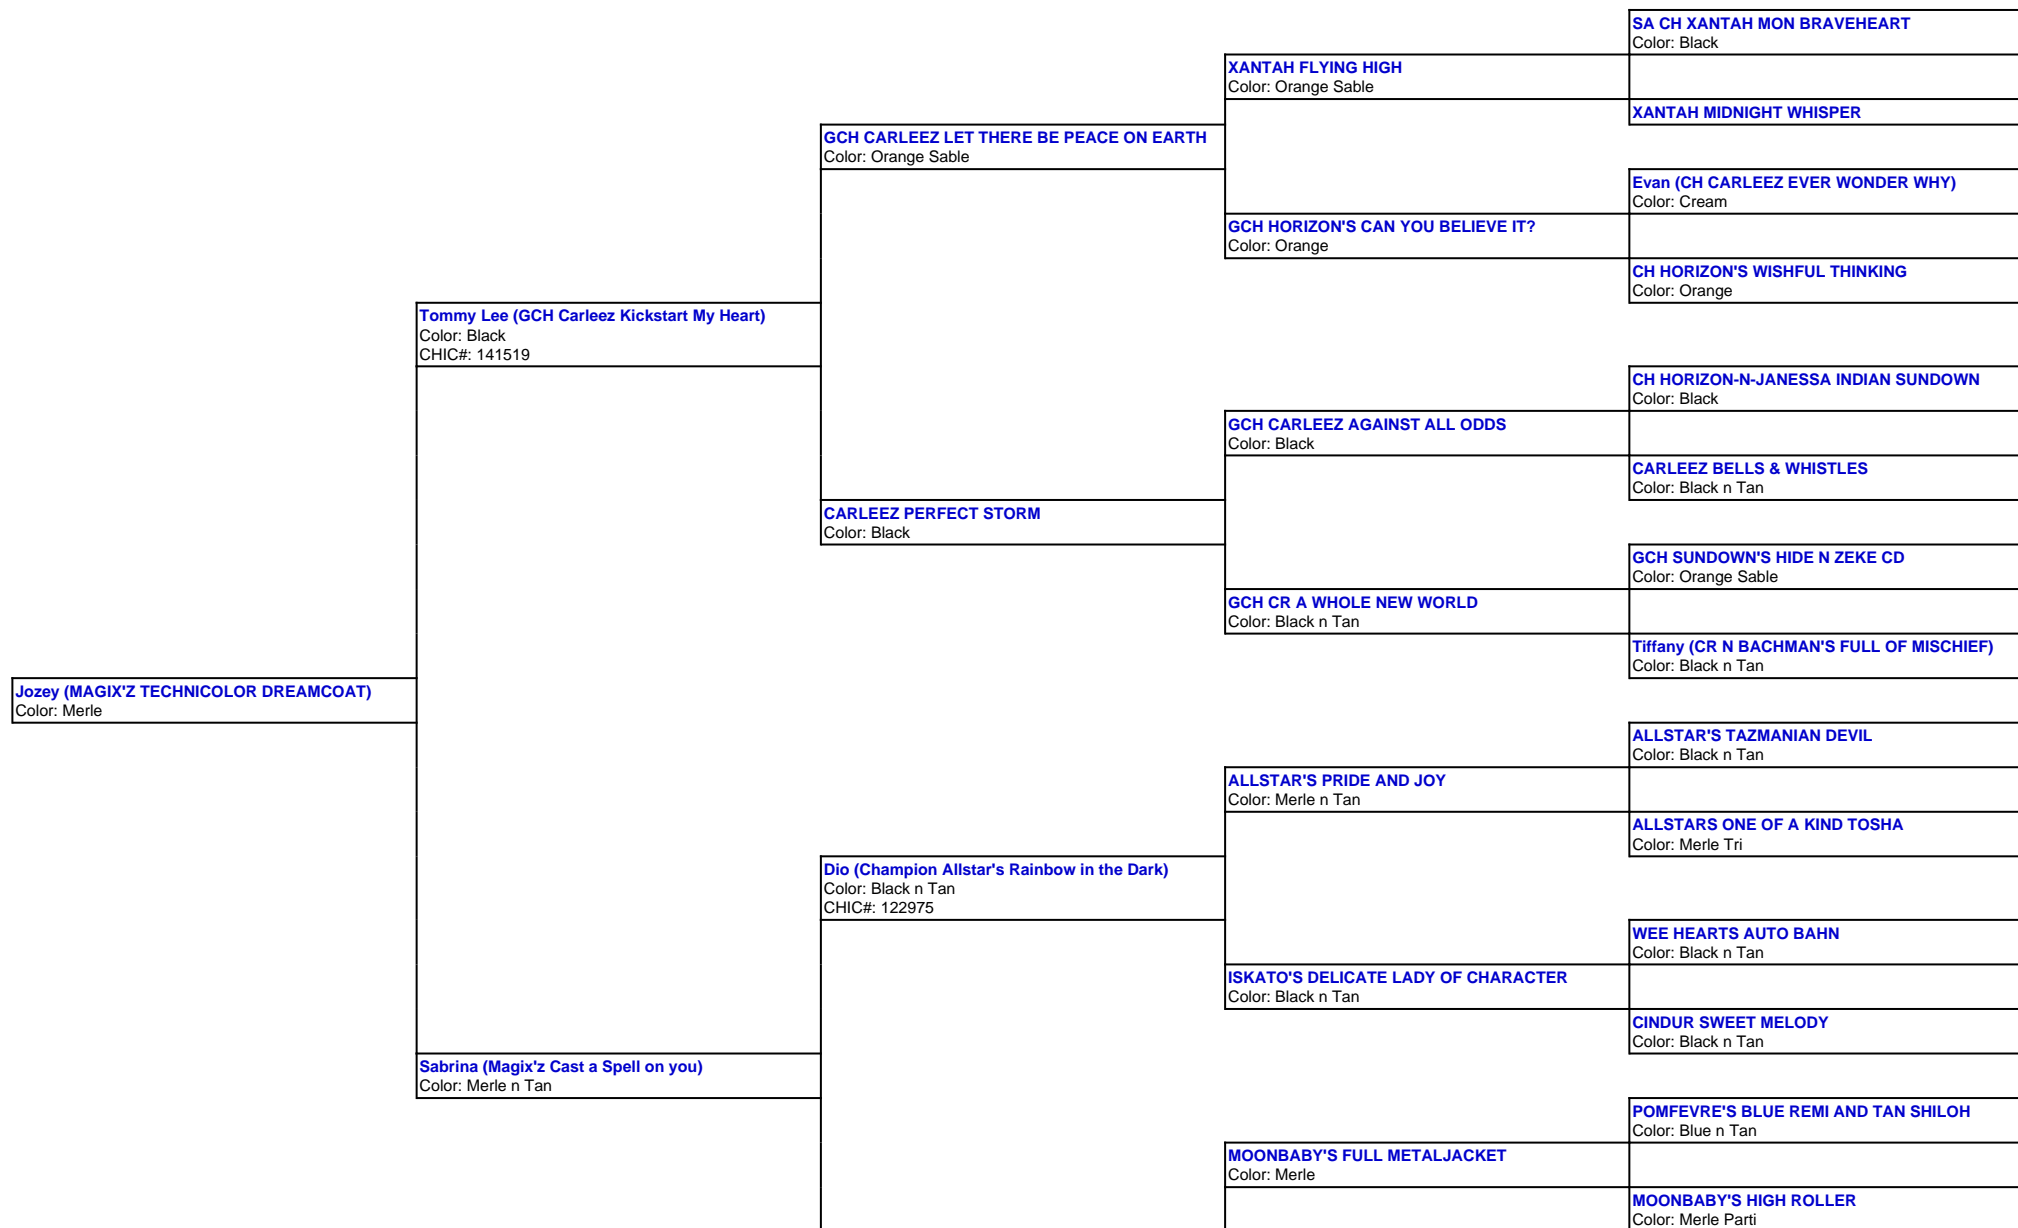 SA CH XANTAH MON BRAVEHEART
Color: Black
XANTAH FLYING HIGH
Color: Orange Sable
XANTAH MIDNIGHT WHISPER
GCH CARLEEZ LET THERE BE PEACE ON EARTH
Color: Orange Sable
Evan (CH CARLEEZ EVER WONDER WHY)
Color: Cream
GCH HORIZON'S CAN YOU BELIEVE IT?
Color: Orange
CH HORIZON'S WISHFUL THINKING
Color: Orange
Tommy Lee (GCH Carleez Kickstart My Heart)
Color: Black
CHIC#: 141519
CH HORIZON-N-JANESSA INDIAN SUNDOWN
Color: Black
GCH CARLEEZ AGAINST ALL ODDS
Color: Black
CARLEEZ BELLS & WHISTLES
Color: Black n Tan
CARLEEZ PERFECT STORM
Color: Black
GCH SUNDOWN'S HIDE N ZEKE CD
Color: Orange Sable
GCH CR A WHOLE NEW WORLD
Color: Black n Tan
Tiffany (CR N BACHMAN'S FULL OF MISCHIEF)
Color: Black n Tan
Jozey (MAGIX'Z TECHNICOLOR DREAMCOAT)
Color: Merle
ALLSTAR'S TAZMANIAN DEVIL
Color: Black n Tan
ALLSTAR'S PRIDE AND JOY
Color: Merle n Tan
ALLSTARS ONE OF A KIND TOSHA
Color: Merle Tri
Dio (Champion Allstar's Rainbow in the Dark)
Color: Black n Tan
CHIC#: 122975
WEE HEARTS AUTO BAHN
Color: Black n Tan
ISKATO'S DELICATE LADY OF CHARACTER
Color: Black n Tan
CINDUR SWEET MELODY
Color: Black n Tan
Sabrina (Magix'z Cast a Spell on you)
Color: Merle n Tan
POMFEVRE'S BLUE REMI AND TAN SHILOH
Color: Blue n Tan
MOONBABY'S FULL METALJACKET
Color: Merle
MOONBABY'S HIGH ROLLER
Color: Merle Parti